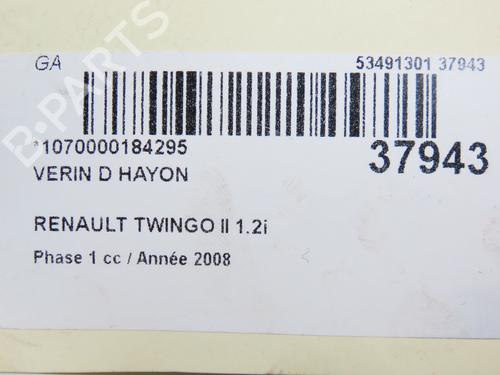 GA 53491301 37943
*1070000184295 37943
VERIN D HAYON
RENAULT TWINGO II 1.2i
Phase 1 cc / Année 2008
B-PARTS